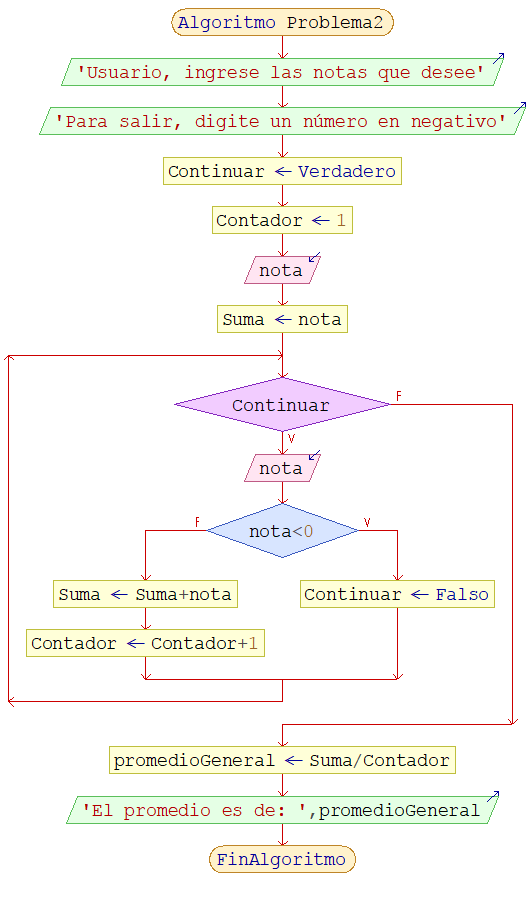 Algoritmo Problema2
'Usuario, ingrese las notas que desee'
'Para salir, digite un número en negativo'
Continuar ← Verdadero
Contador ← 1
nota
Suma ← nota
Continuar
F
V
nota
nota<0
F
V
Suma ← Suma+nota
Continuar ← Falso
Contador ← Contador+1
promedioGeneral ← Suma/Contador
'El promedio es de: ',promedioGeneral
FinAlgoritmo